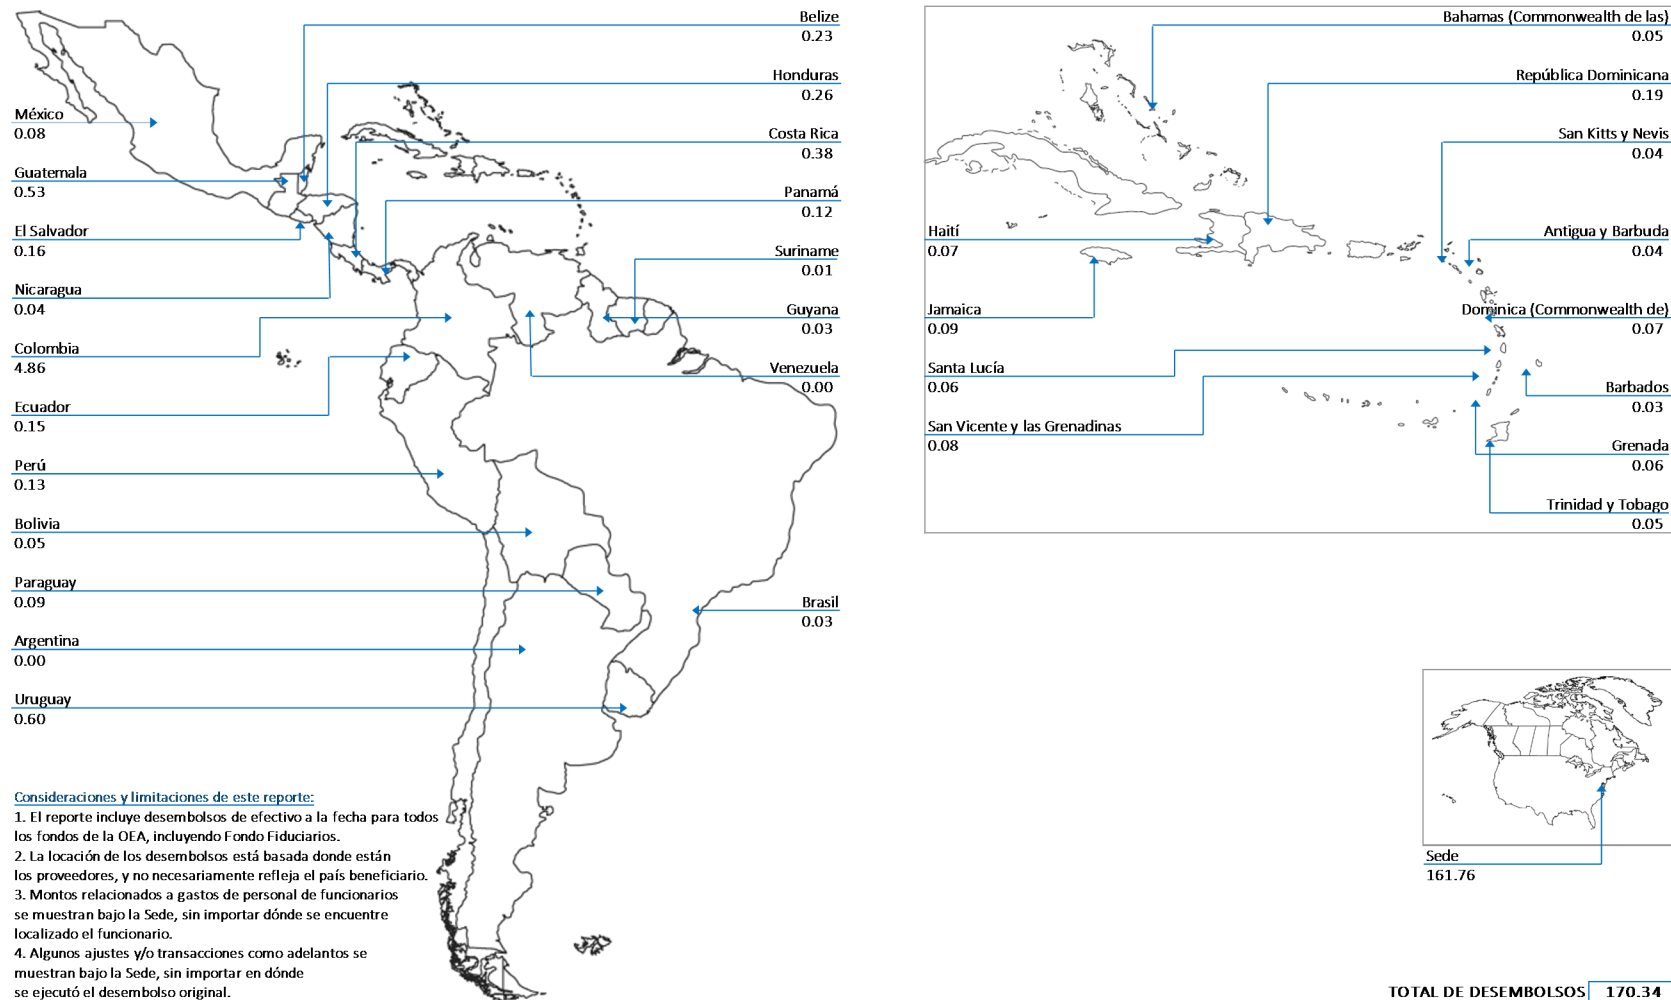 Belize
0.23
Honduras
0.26
México
0.08
Costa Rica
0.38
Guatemala
0.53
Panamá
0.12
El Salvador
0.16
Suriname
0.01
Nicaragua
0.04
Guyana
0.03
Colombia
4.86
Venezuela
0.00
Ecuador
0.15
Perú
0.13
Bolivia
0.05
Paraguay
0.09
Brasil
0.03
Argentina
0.00
Uruguay
0.60
Consideraciones y limitaciones de este reporte:
1. El reporte incluye desembolsos de efectivo a la fecha para todos
los fondos de la OEA, incluyendo Fondo Fiduciarios.
2. La locación de los desembolsos está basada donde están
los proveedores, y no necesariamente refleja el país beneficiario.
3. Montos relacionados a gastos de personal de funcionarios
se muestran bajo la Sede, sin importar dónde se encuentre
localizado el funcionario.
4. Algunos ajustes y/o transacciones como adelantos se
muestran bajo la Sede, sin importar en dónde
se ejecutó el desembolso original.
Bahamas (Commonwealth de las)
0.05
República Dominicana
0.19
San Kitts y Nevis
0.04
Haití
0.07
Antigua y Barbuda
0.04
Jamaica
0.09
Dominica (Commonwealth de)
0.07
Santa Lucía
0.06
Barbados
0.03
San Vicente y las Grenadinas
0.08
Grenada
0.06
Trinidad y Tobago
0.05
Sede
161.76
TOTAL DE DESEMBOLSOS 170.34